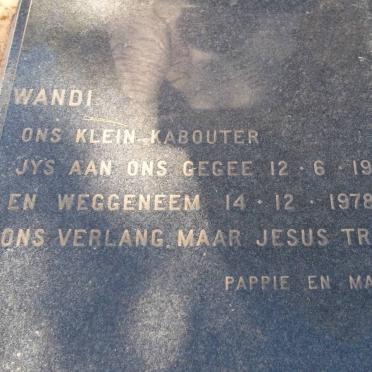 WANDI
ONS KLEIN KABOUTER
JYS AAN ONS GEGEE 12·6·19
EN WEGGENEEM 14·12·1978
ONS VERLANG MAAR JESUS TR
PAPPIE EN MA